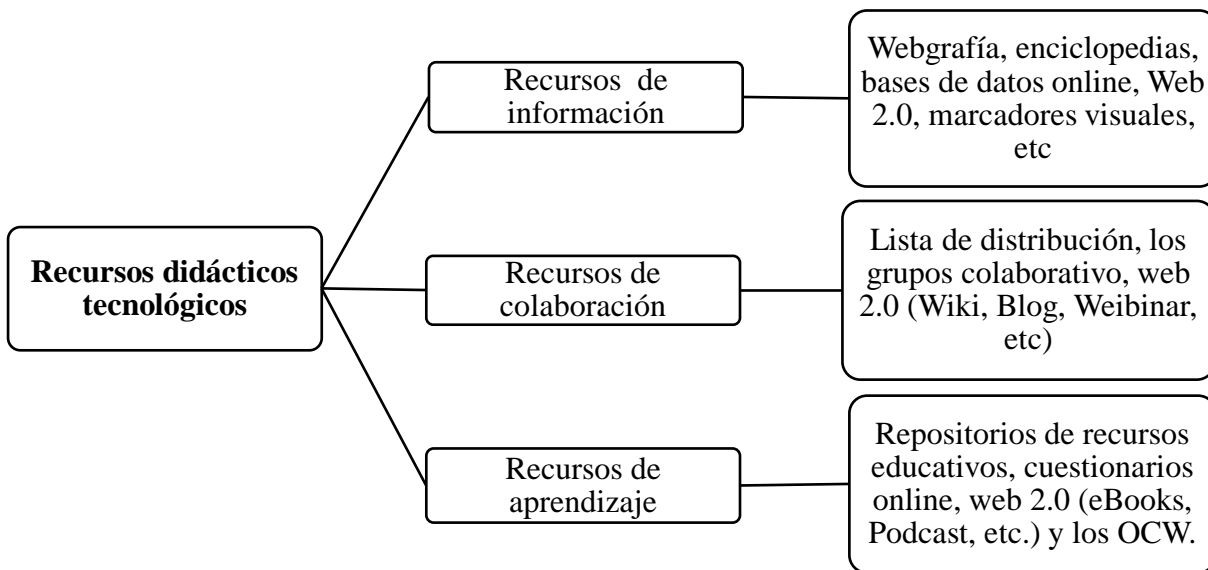 Recursos didácticos
tecnológicos
Recursos de
información
Webgrafía, enciclopedias,
bases de datos online, Web
2.0, marcadores visuales,
etc
Recursos de
colaboración
Lista de distribución, los
grupos colaborativo, web
2.0 (Wiki, Blog, Weibinar,
etc)
Recursos de
aprendizaje
Repositorios de recursos
educativos, cuestionarios
online, web 2.0 (eBooks,
Podcast, etc.) y los OCW.